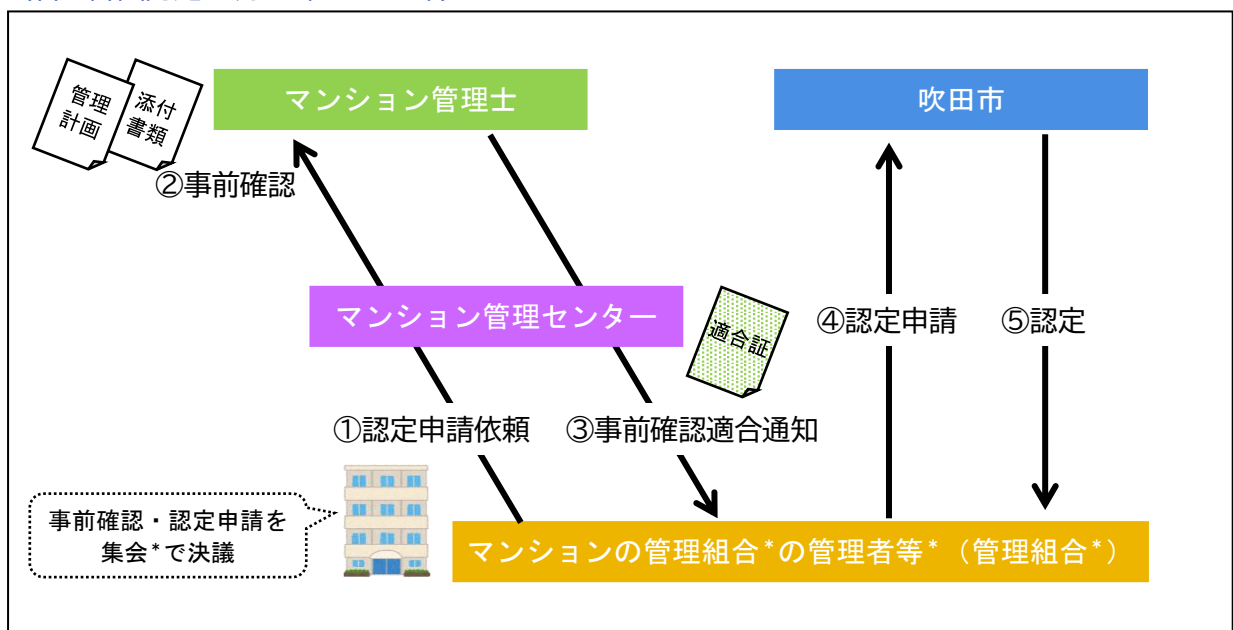 管理
計画
添付
書類
マンション管理士
吹田市
②事前確認
マンション管理センター
適合証
④認定申請
⑤認定
①認定申請依頼
③事前確認適合通知
事前確認・認定申請を
集会*で決議
マンションの管理組合*の管理者等*（管理組合*）